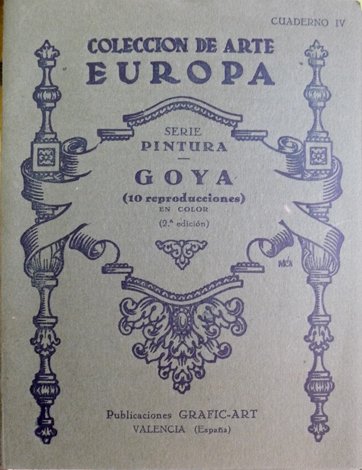 CUADERNO IV
COLECCION DE ARTE
EUROPA
SERIE
PINTURA
GOYA
(10 reproducciones)
EN COLOR
(2.ª edición)
Publicaciones GRAFIC-ART
VALENCIA (España)